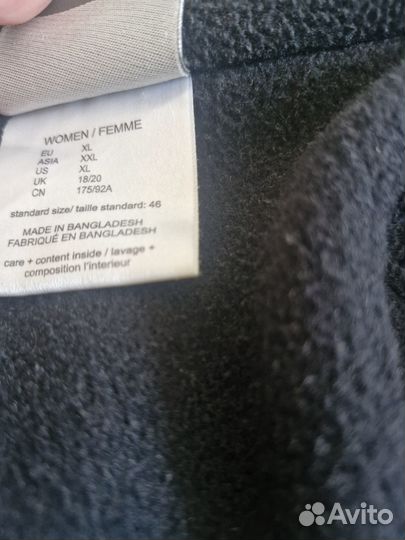 WOMEN / FEMME
EU XL
ASIA XXL
US XL
UK 18/20
CN 175/92A
standard size/ taille standard: 46
MADE IN BANGLADESH
FABRIQUÉ EN BANGLADESH
care + content inside / lavage +
composition l'interieur
Avito